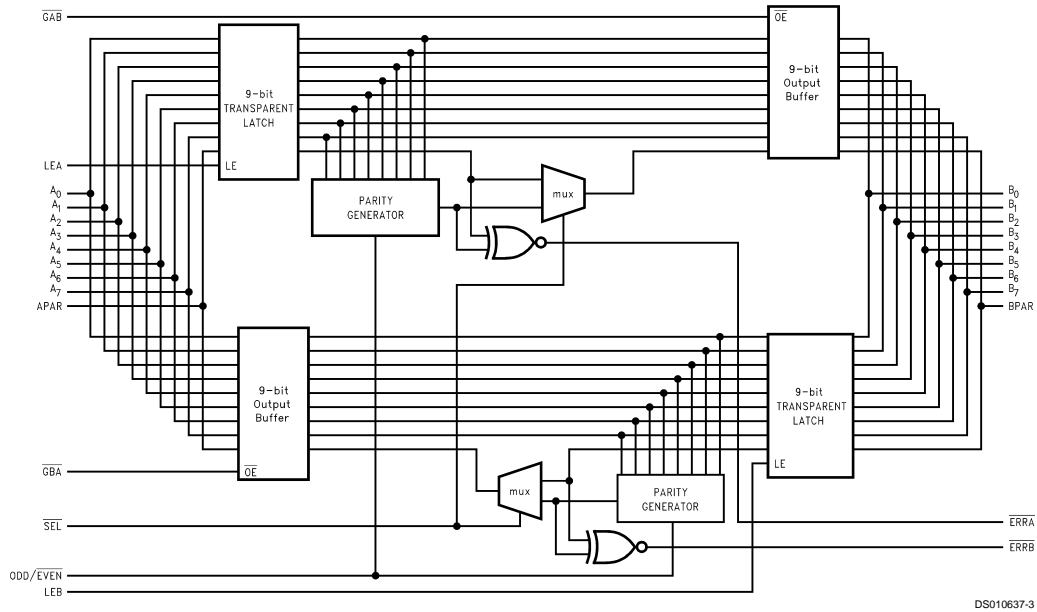 GAB
OE
9-bit
Output
Buffer
9-bit
TRANSPARENT
LATCH
LE
LEA
A0
A1
A2
A3
A4
A5
A6
A7
APAR
PARITY
GENERATOR
mux
B0
B1
B2
B3
B4
B5
B6
B7
BPAR
9-bit
Output
Buffer
OE
9-bit
TRANSPARENT
LATCH
LE
GBA
mux
PARITY
GENERATOR
SEL
ERRA
ERRB
ODD/EVEN
LEB
DS010637-3